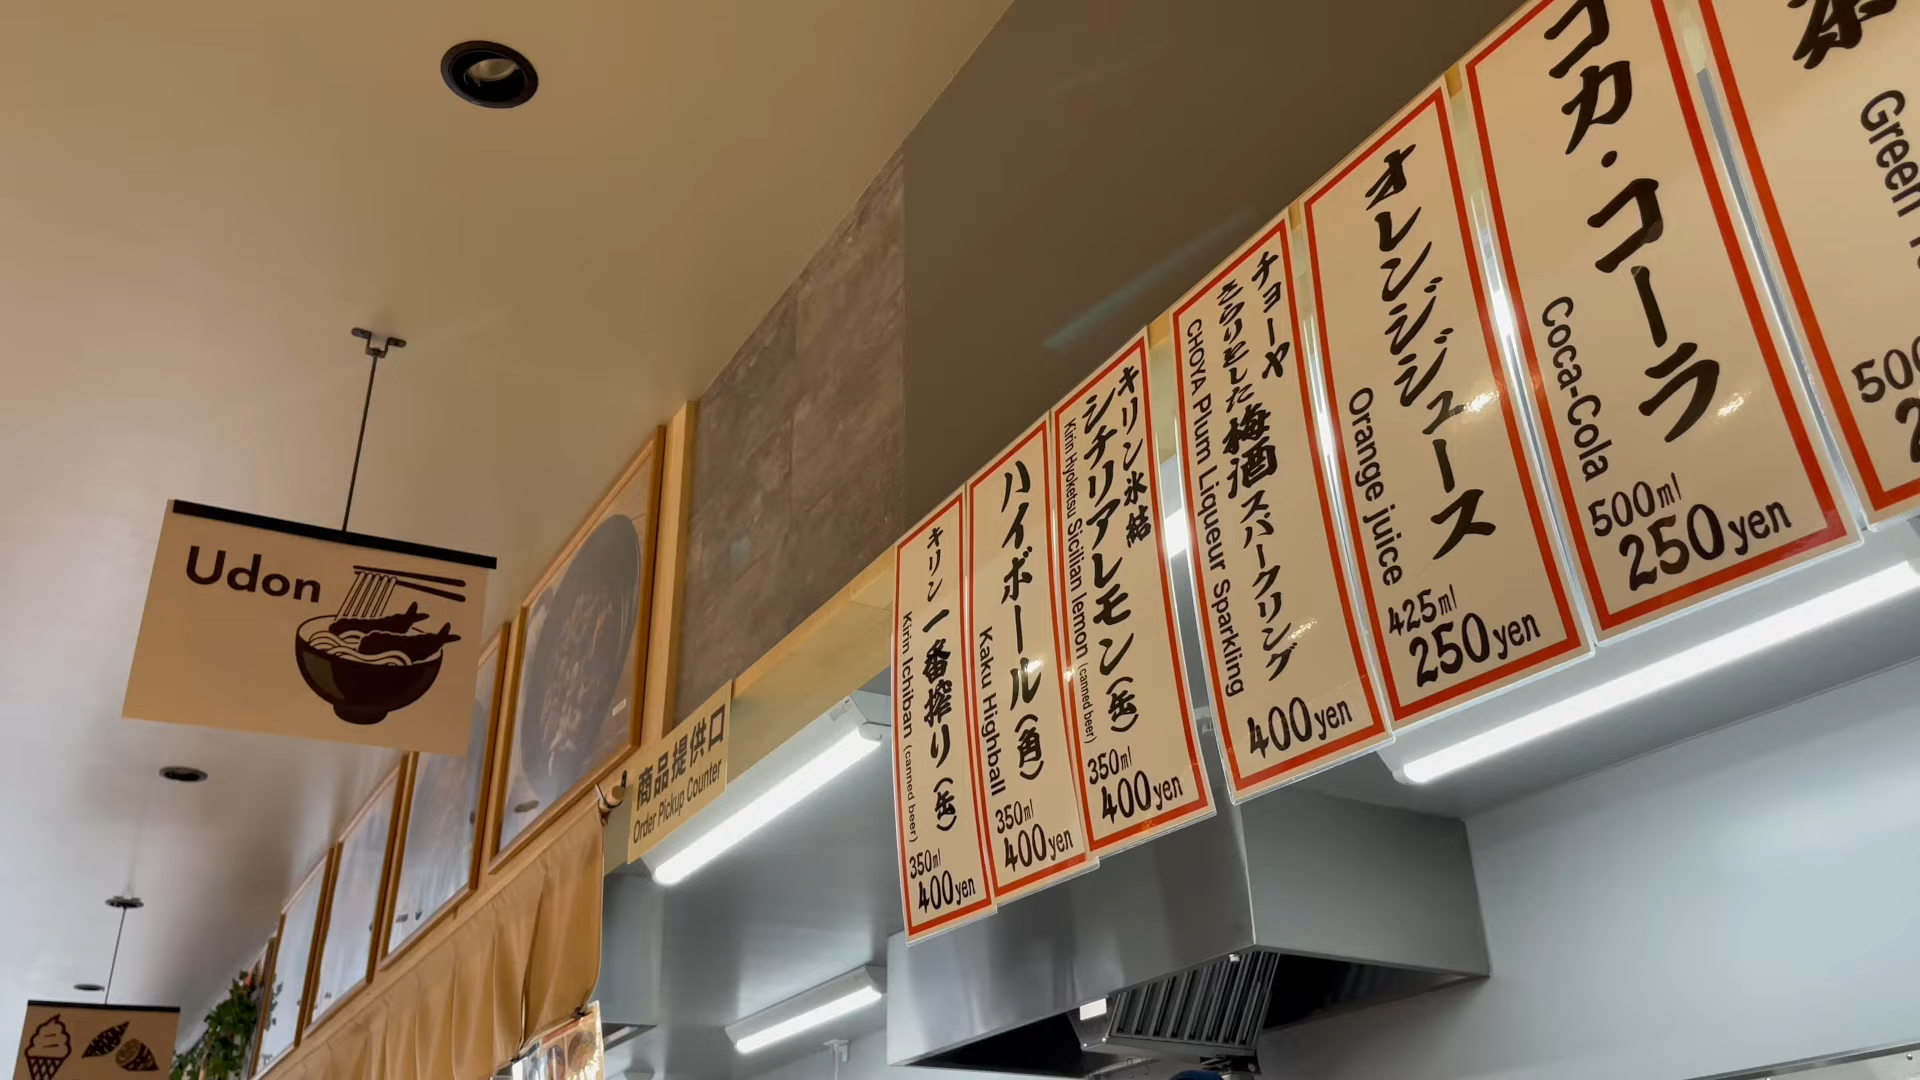 Udon
商品提供口
Order Pickup Counter
キリン 一番搾り(缶)
Kirin Ichiban (canned beer)
350ml
400yen
ハイボール(角)
Kaku Highball
350ml
400yen
キリン氷結
シチリアレモン(缶)
Kirin Hyoketsu Sicilian lemon (canned beer)
350ml
400yen
チョーヤ
さらりとした梅酒スパークリング
CHOYA Plum Liqueur Sparkling
400yen
オレンジジュース
Orange juice
425ml
250yen
コカ・コーラ
Coca-Cola
500ml
250yen
Green